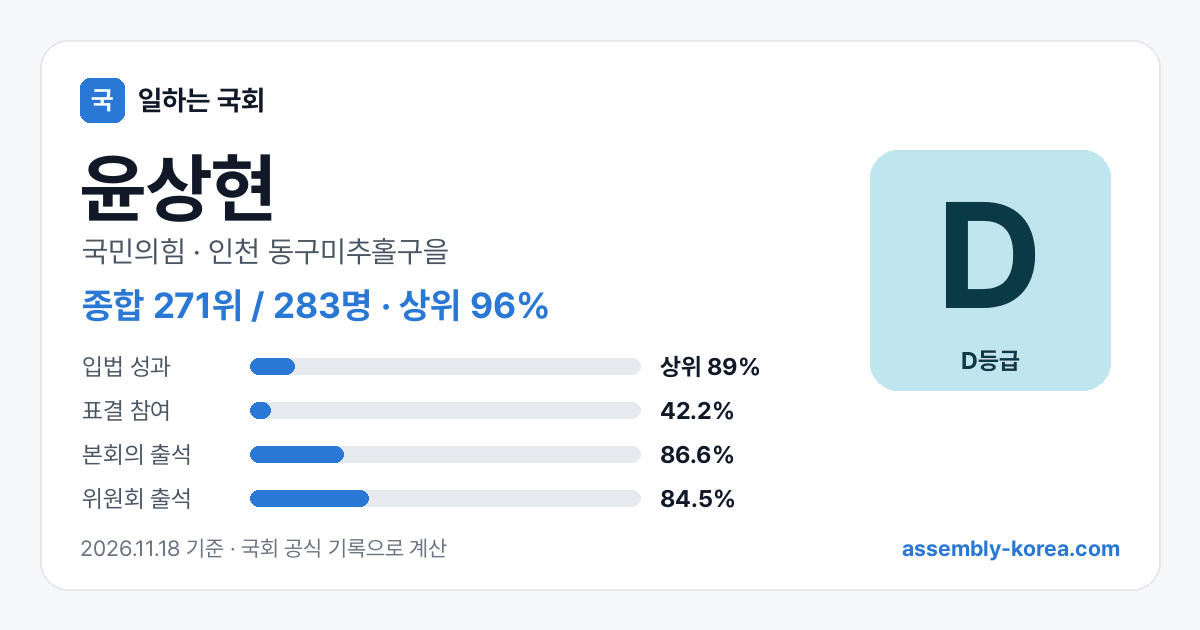 국 일하는 국회
윤상현
국민의힘 · 인천 동구미추홀구을
종합 271위 / 283명 · 상위 96%
D
D등급
입법 성과 상위 89%
표결 참여 42.2%
본회의 출석 86.6%
위원회 출석 84.5%
2026.11.18 기준 · 국회 공식 기록으로 계산
assembly-korea.com